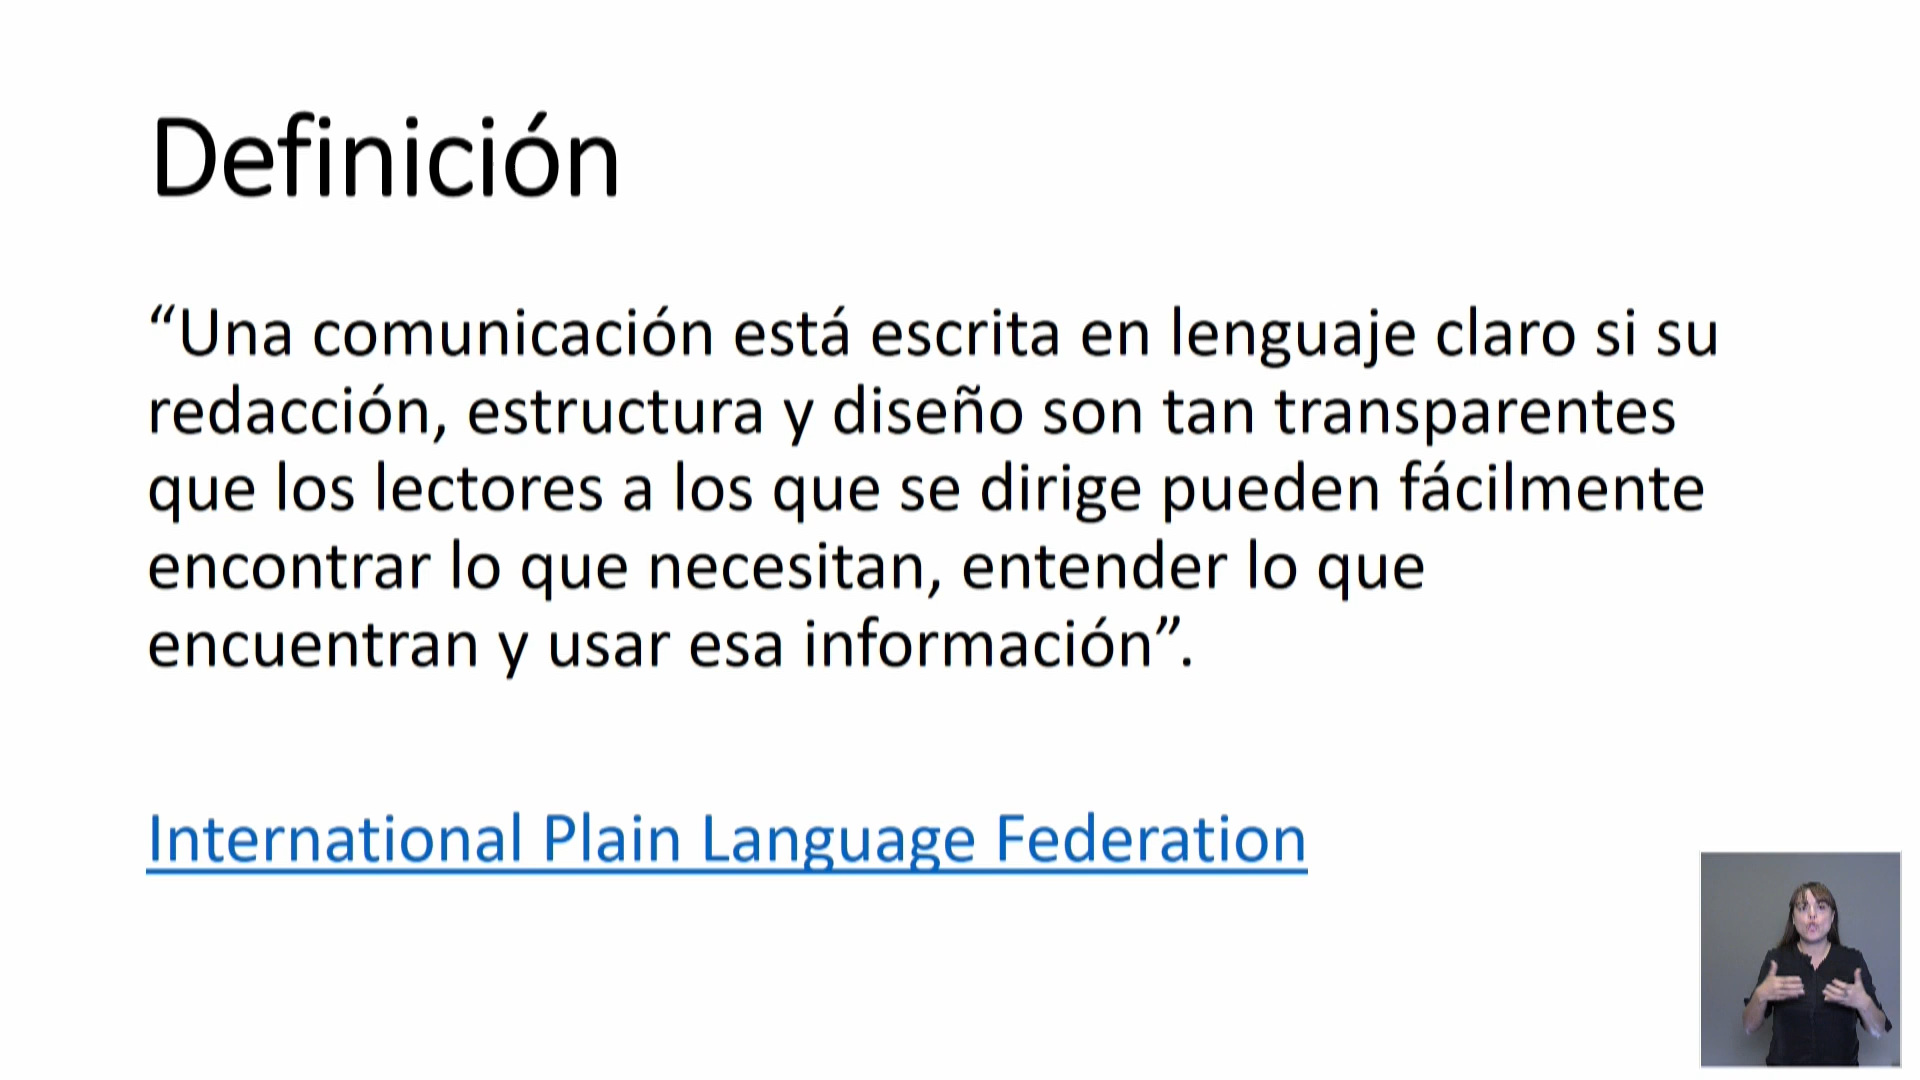 Definición
“Una comunicación está escrita en lenguaje claro si su
redacción, estructura y diseño son tan transparentes
que los lectores a los que se dirige pueden fácilmente
encontrar lo que necesitan, entender lo que
encuentran y usar esa información”.
International Plain Language Federation